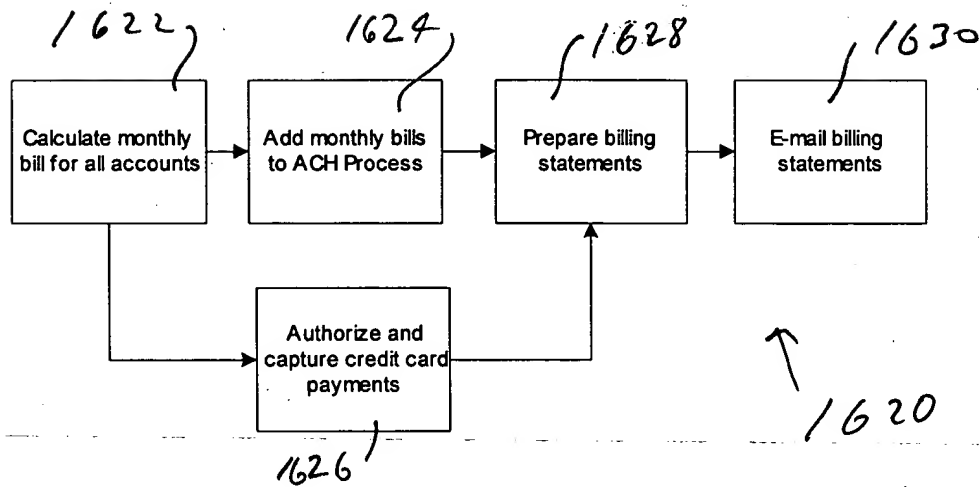 1622
1624
1628
1630
Calculate monthly
bill for all accounts
Add monthly bills
to ACH Process
Prepare billing
statements
E-mail billing
statements
Authorize and
capture credit card
payments
1620
1626